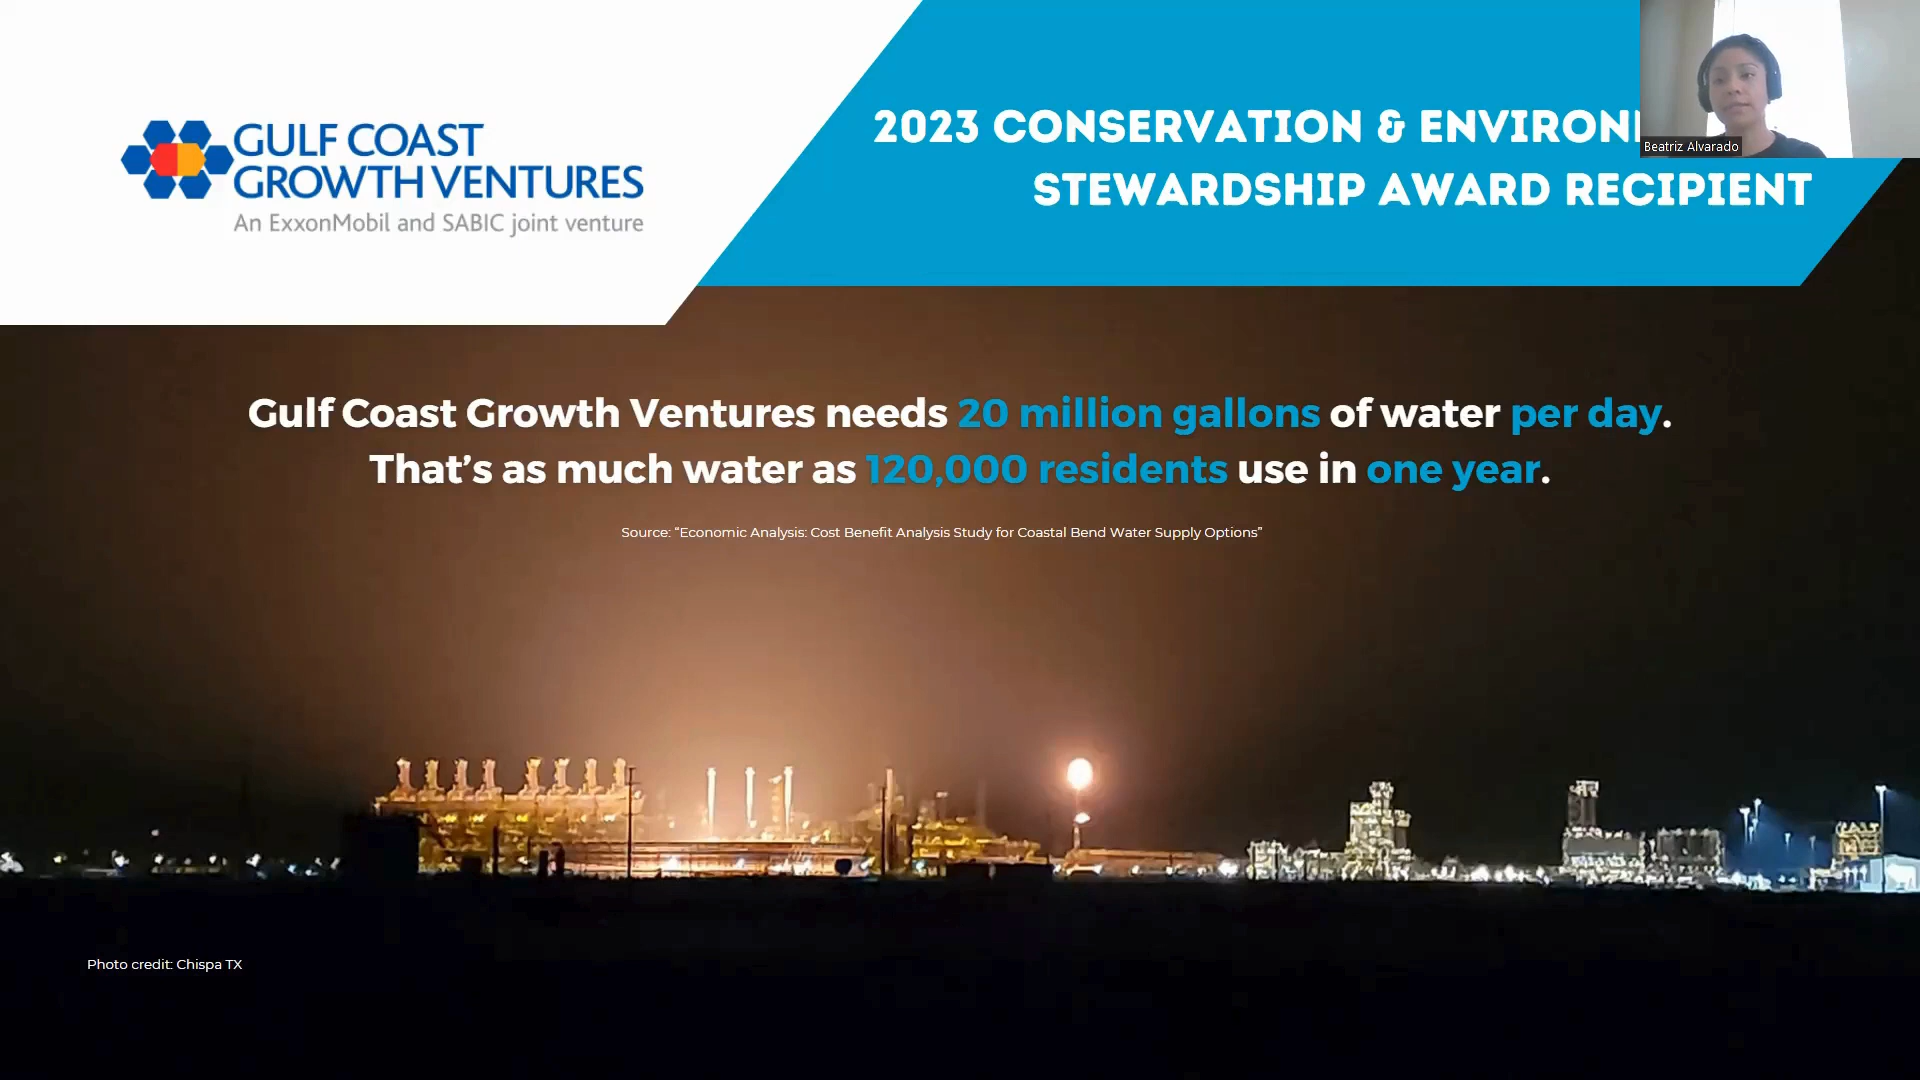 GULF COAST
GROWTH VENTURES
An ExxonMobil and SABIC joint venture
2023 CONSERVATION & ENVIRON
STEWARDSHIP AWARD RECIPIENT
Beatriz Alvarado
Gulf Coast Growth Ventures needs 20 million gallons of water per day.
That’s as much water as 120,000 residents use in one year.
Source: “Economic Analysis: Cost Benefit Analysis Study for Coastal Bend Water Supply Options”
Photo credit: Chispa TX